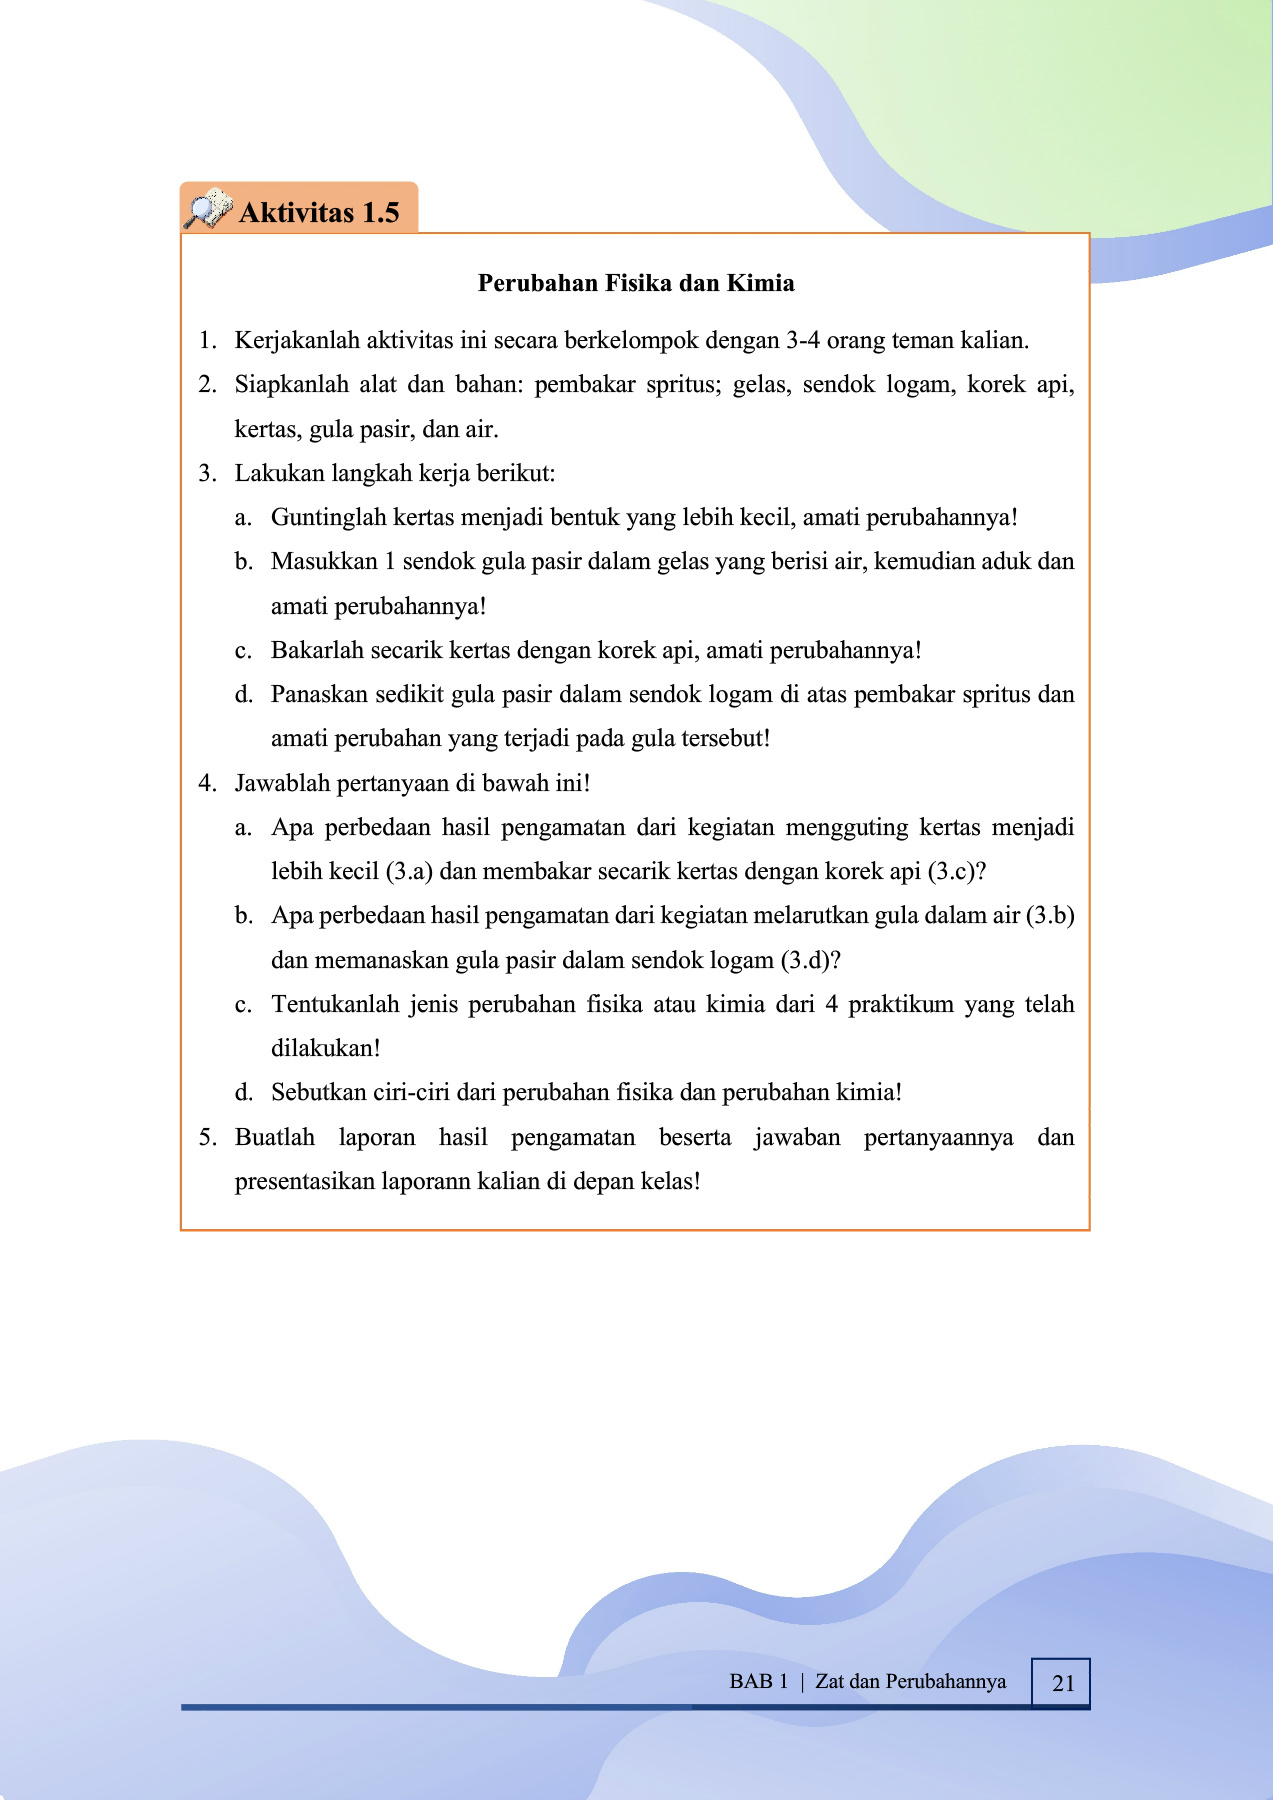 Aktivitas 1.5
Perubahan Fisika dan Kimia
1. Kerjakanlah aktivitas ini secara berkelompok dengan 3-4 orang teman kalian.
2. Siapkanlah alat dan bahan: pembakar spritus; gelas, sendok logam, korek api,
kertas, gula pasir, dan air.
3. Lakukan langkah kerja berikut:
a. Guntinglah kertas menjadi bentuk yang lebih kecil, amati perubahannya!
b. Masukkan 1 sendok gula pasir dalam gelas yang berisi air, kemudian aduk dan
amati perubahannya!
c. Bakarlah secarik kertas dengan korek api, amati perubahannya!
d. Panaskan sedikit gula pasir dalam sendok logam di atas pembakar spritus dan
amati perubahan yang terjadi pada gula tersebut!
4. Jawablah pertanyaan di bawah ini!
a. Apa perbedaan hasil pengamatan dari kegiatan mengguting kertas menjadi
lebih kecil (3.a) dan membakar secarik kertas dengan korek api (3.c)?
b. Apa perbedaan hasil pengamatan dari kegiatan melarutkan gula dalam air (3.b)
dan memanaskan gula pasir dalam sendok logam (3.d)?
c. Tentukanlah jenis perubahan fisika atau kimia dari 4 praktikum yang telah
dilakukan!
d. Sebutkan ciri-ciri dari perubahan fisika dan perubahan kimia!
5. Buatlah laporan hasil pengamatan beserta jawaban pertanyaannya dan
presentasikan laporann kalian di depan kelas!
BAB 1 | Zat dan Perubahannya 21